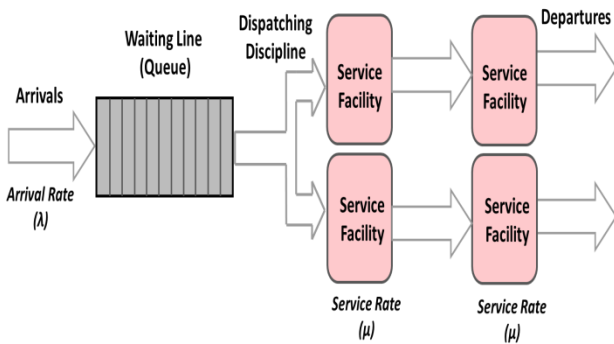 Arrivals
Arrival Rate
(λ)
Waiting Line
(Queue)
Dispatching
Discipline
Service
Facility
Service
Facility
Departures
Service
Facility
Service
Facility
Service Rate
(μ)
Service Rate
(μ)